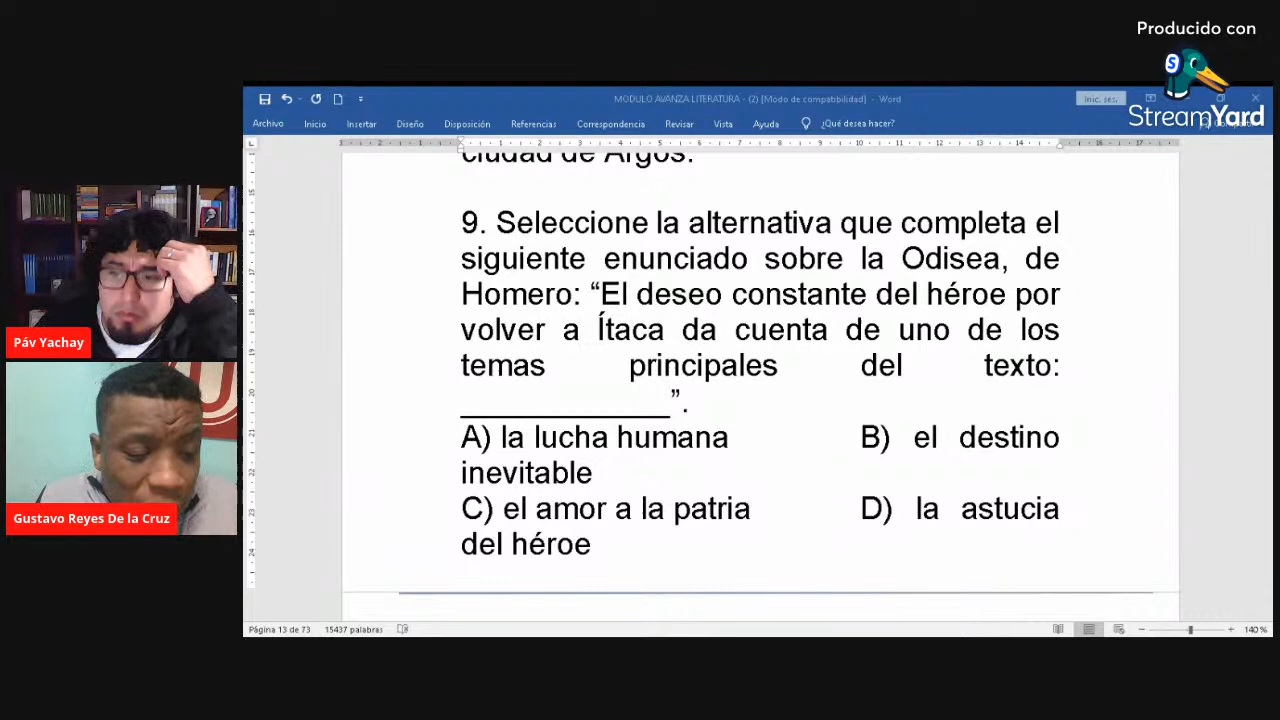 Producido con
StreamYard
MODULO AVANZA LITERATURA - (2) [Modo de compatibilidad] - Word
Inic. ses.
Archivo Inicio Insertar Diseño Disposición Referencias Correspondencia Revisar Vista Ayuda ¿Qué desea hacer?
ciudad de Argos.
9. Seleccione la alternativa que completa el
siguiente enunciado sobre la Odisea, de
Homero: “El deseo constante del héroe por
volver a Ítaca da cuenta de uno de los
temas principales del texto:
_____________”.
A) la lucha humana B) el destino
inevitable
C) el amor a la patria D) la astucia
del héroe
Páv Yachay
Gustavo Reyes De la Cruz
Página 13 de 73 15437 palabras 140 %